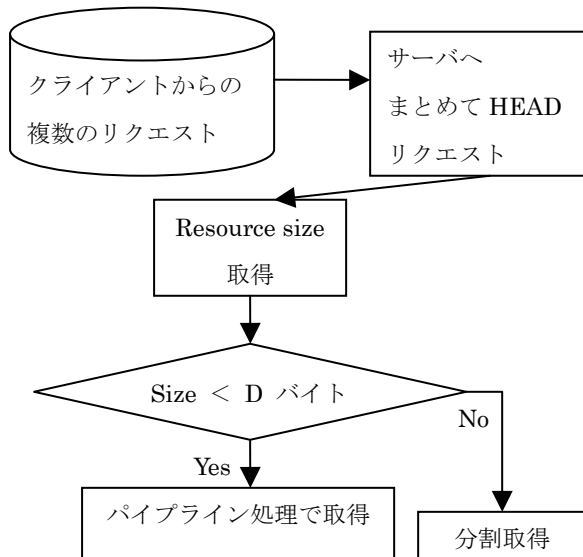 クライアントからの
複数のリクエスト
サーバへ
まとめて HEAD
リクエスト
Resource size
取得
Size ＜ D バイト
No
Yes
パイプライン処理で取得
分割取得